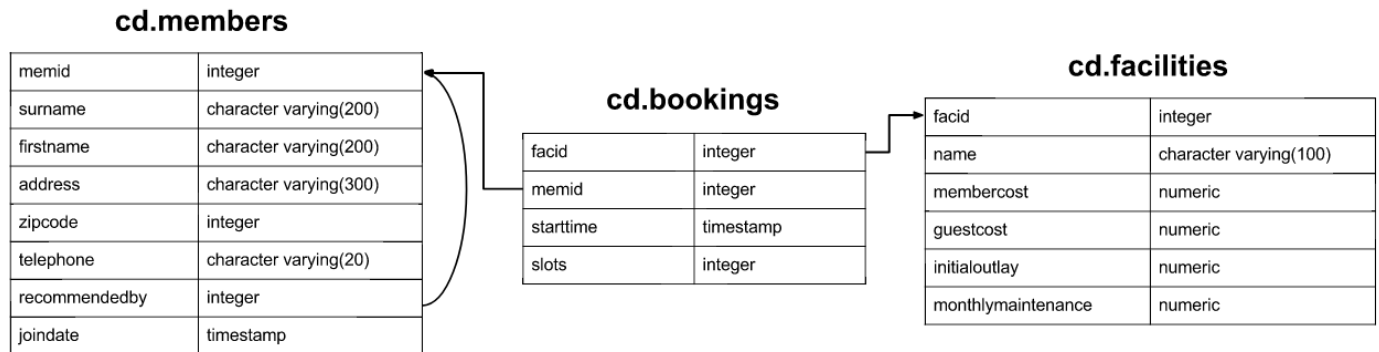 cd.members
memid integer
surname character varying(200)
firstname character varying(200)
address character varying(300)
zipcode integer
telephone character varying(20)
recommendedby integer
joindate timestamp
cd.bookings
facid integer
memid integer
starttime timestamp
slots integer
cd.facilities
facid integer
name character varying(100)
membercost numeric
guestcost numeric
initialoutlay numeric
monthlymaintenance numeric